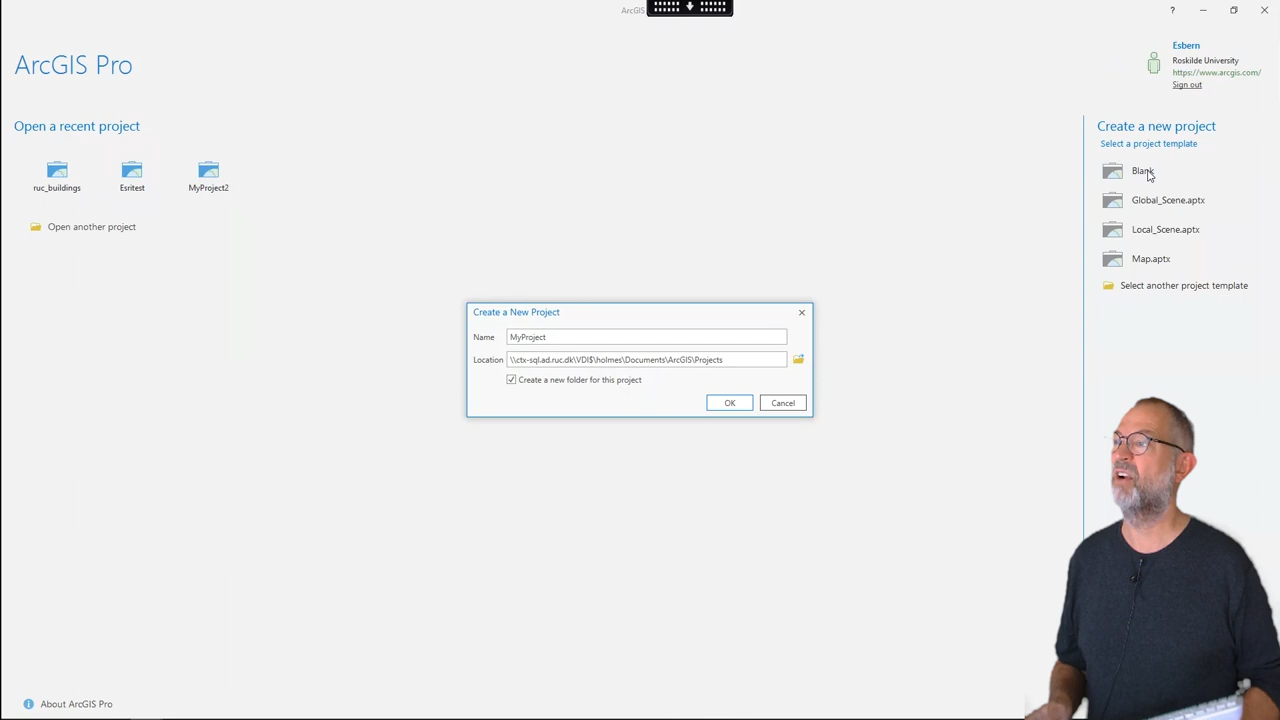 ArcGIS
?
ArcGIS Pro
Esbern
Roskilde University
https://www.arcgis.com/
Sign out
Open a recent project
ruc_buildings
Esritest
MyProject2
Open another project
Create a new project
Select a project template
Blank
Global_Scene.aptx
Local_Scene.aptx
Map.aptx
Select another project template
Create a New Project
Name
MyProject
Location
\\ctx-sql.ad.ruc.dk\VDI$\holmes\Documents\ArcGIS\Projects
Create a new folder for this project
OK
Cancel
About ArcGIS Pro